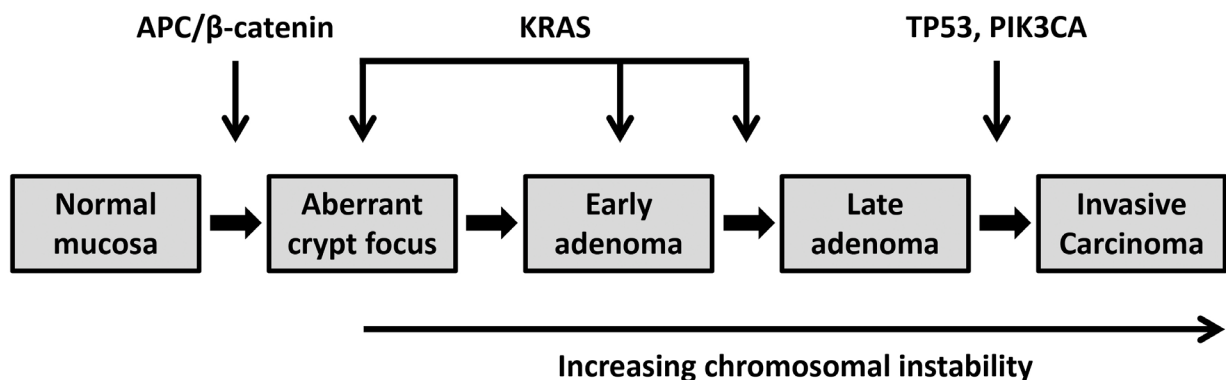 APC/β-catenin
KRAS
TP53, PIK3CA
Normal
mucosa
Aberrant
crypt focus
Early
adenoma
Late
adenoma
Invasive
Carcinoma
Increasing chromosomal instability